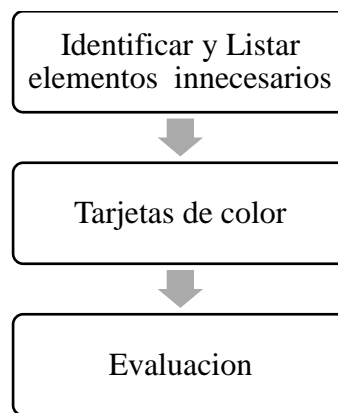 Identificar y Listar
elementos innecesarios
Tarjetas de color
Evaluacion